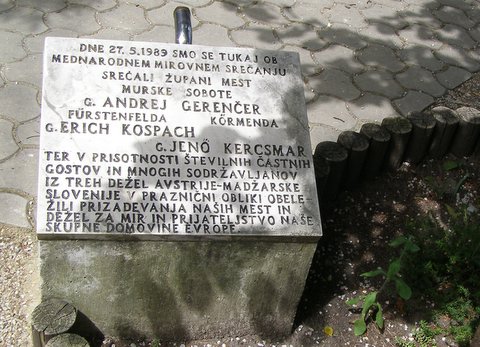 DNE 27. 5. 1989 SMO SE TUKAJ OB
MEDNARODNEM MIROVNEM SREČANJU
SREČALI ŽUPANI MEST
MURSKE SOBOTE
G. ANDREJ GERENČER
FÜRSTENFELDA KÖRMENDA
G. ERICH KOSPACH
G. JENÖ KERCSMAR
TER V PRISOTNOSTI ŠTEVILNIH ČASTNIH
GOSTOV IN MNOGIH SODRŽAVLJANOV
IZ TREH DEŽEL AVSTRIJE-MADŽARSKE
SLOVENIJE V PRAZNIČNI OBLIKI OBELE-
ŽILI PRIZADEVANJA NAŠIH MEST IN
DEŽEL ZA MIR IN PRIJATELJSTVO NAŠE
SKUPNE DOMOVINE EVROPE